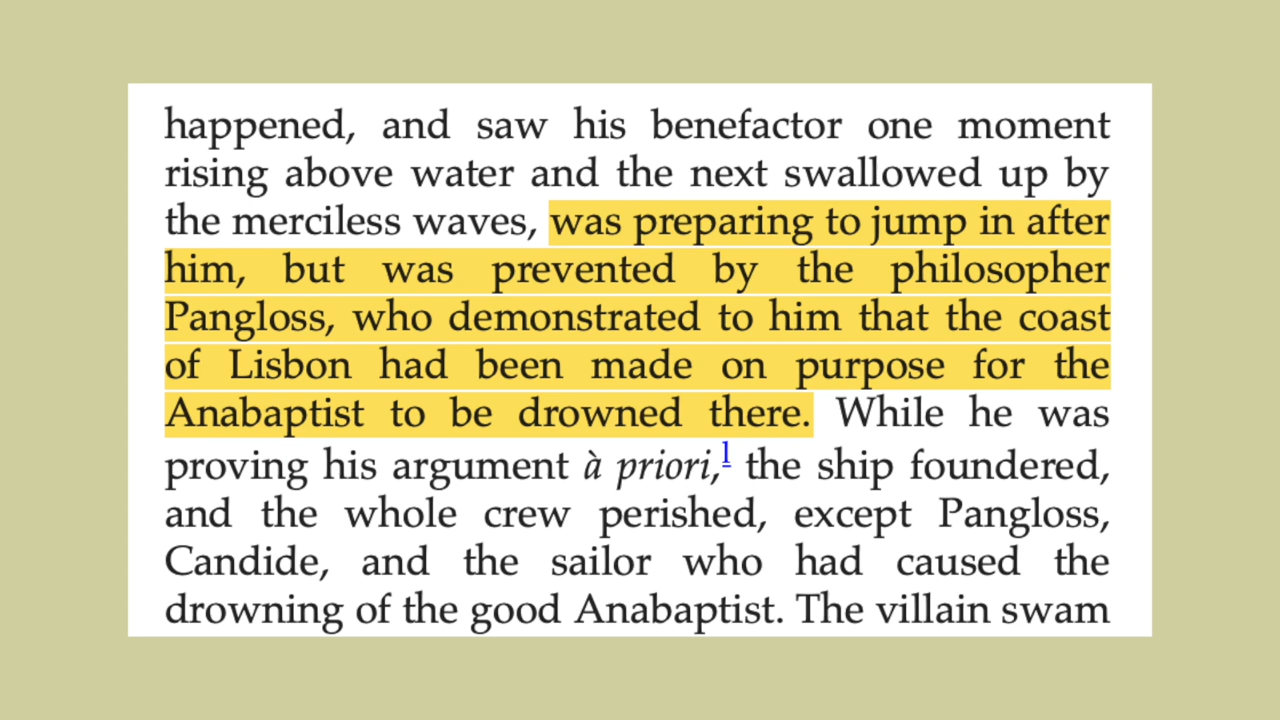 happened, and saw his benefactor one moment
rising above water and the next swallowed up by
the merciless waves, was preparing to jump in after
him, but was prevented by the philosopher
Pangloss, who demonstrated to him that the coast
of Lisbon had been made on purpose for the
Anabaptist to be drowned there. While he was
proving his argument à priori,1 the ship foundered,
and the whole crew perished, except Pangloss,
Candide, and the sailor who had caused the
drowning of the good Anabaptist. The villain swam